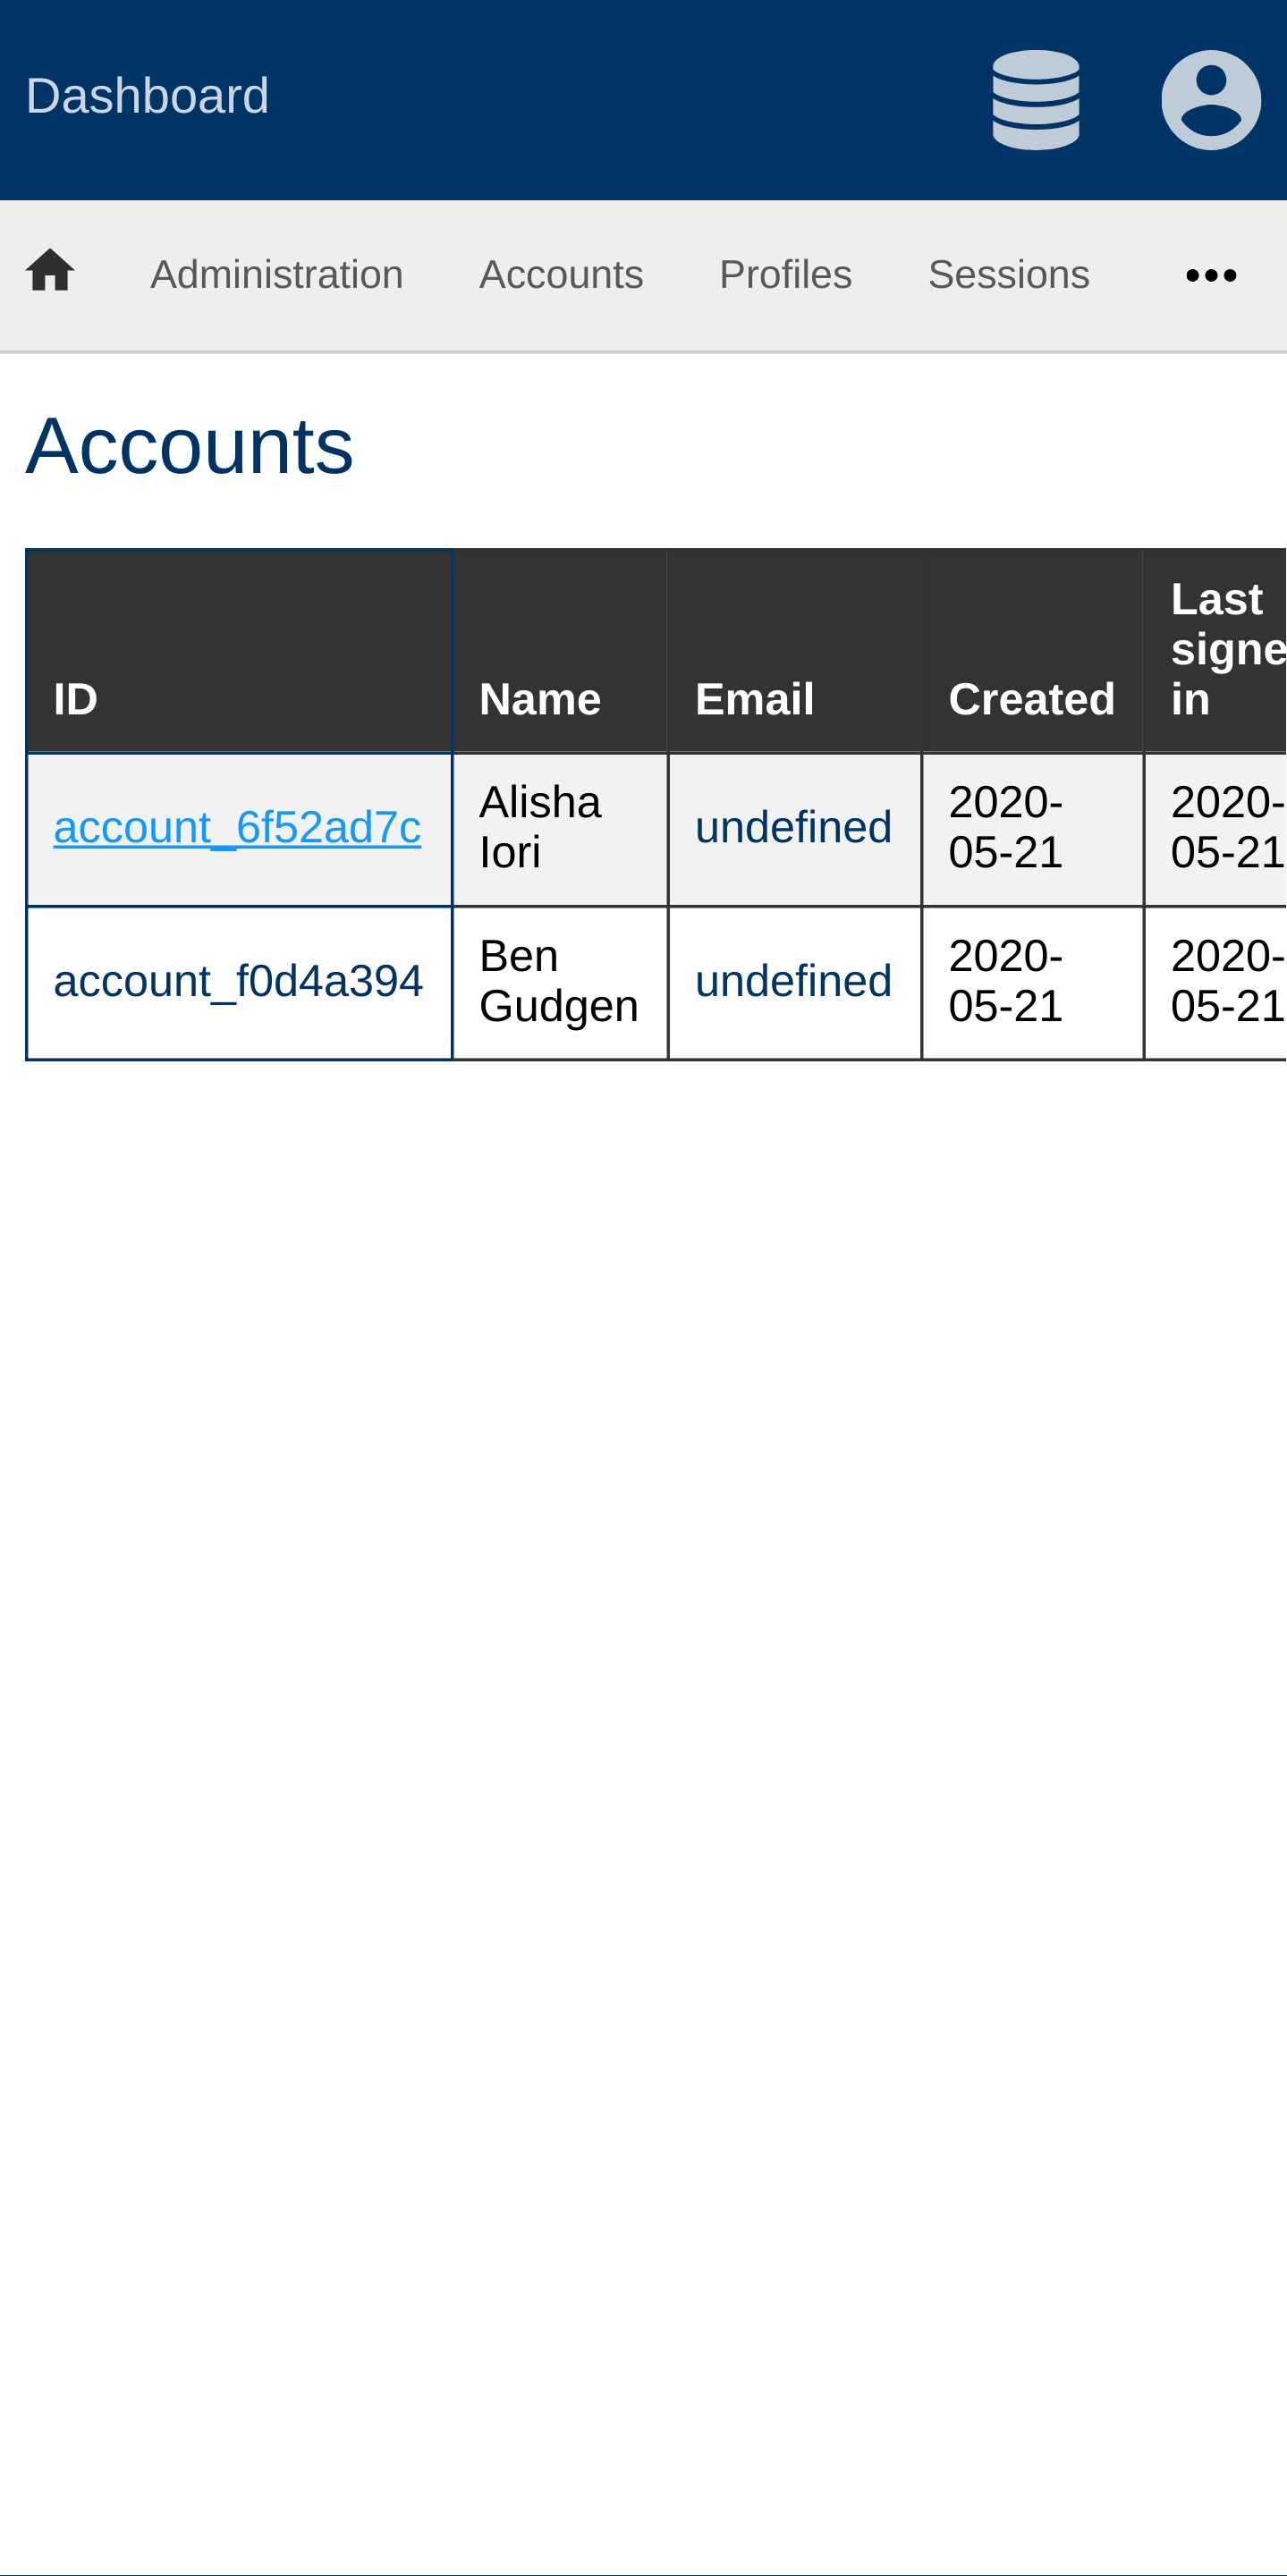 Dashboard
Administration Accounts Profiles Sessions •••
Accounts
ID Name Email Created Last signe in
account_6f52ad7c Alisha Iori undefined 2020-05-21 2020-05-21
account_f0d4a394 Ben Gudgen undefined 2020-05-21 2020-05-21